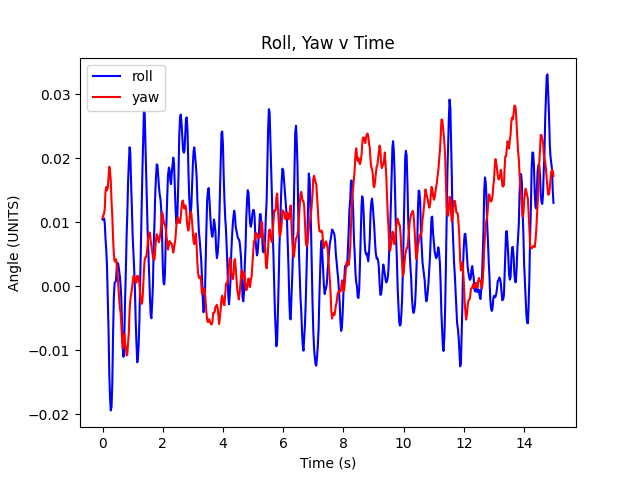 Roll, Yaw v Time
roll
yaw
0.03
0.02
0.01
0.00
−0.01
−0.02
Angle (UNITS)
0 2 4 6 8 10 12 14
Time (s)